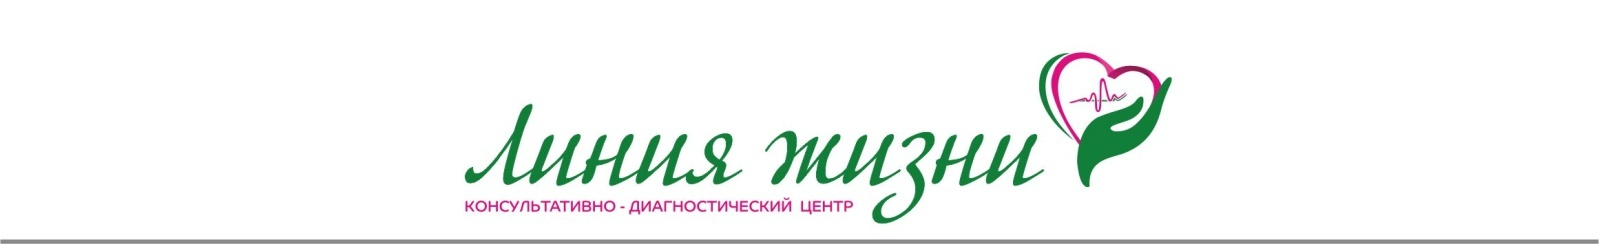 Линия жизни
КОНСУЛЬТАТИВНО - ДИАГНОСТИЧЕСКИЙ ЦЕНТР